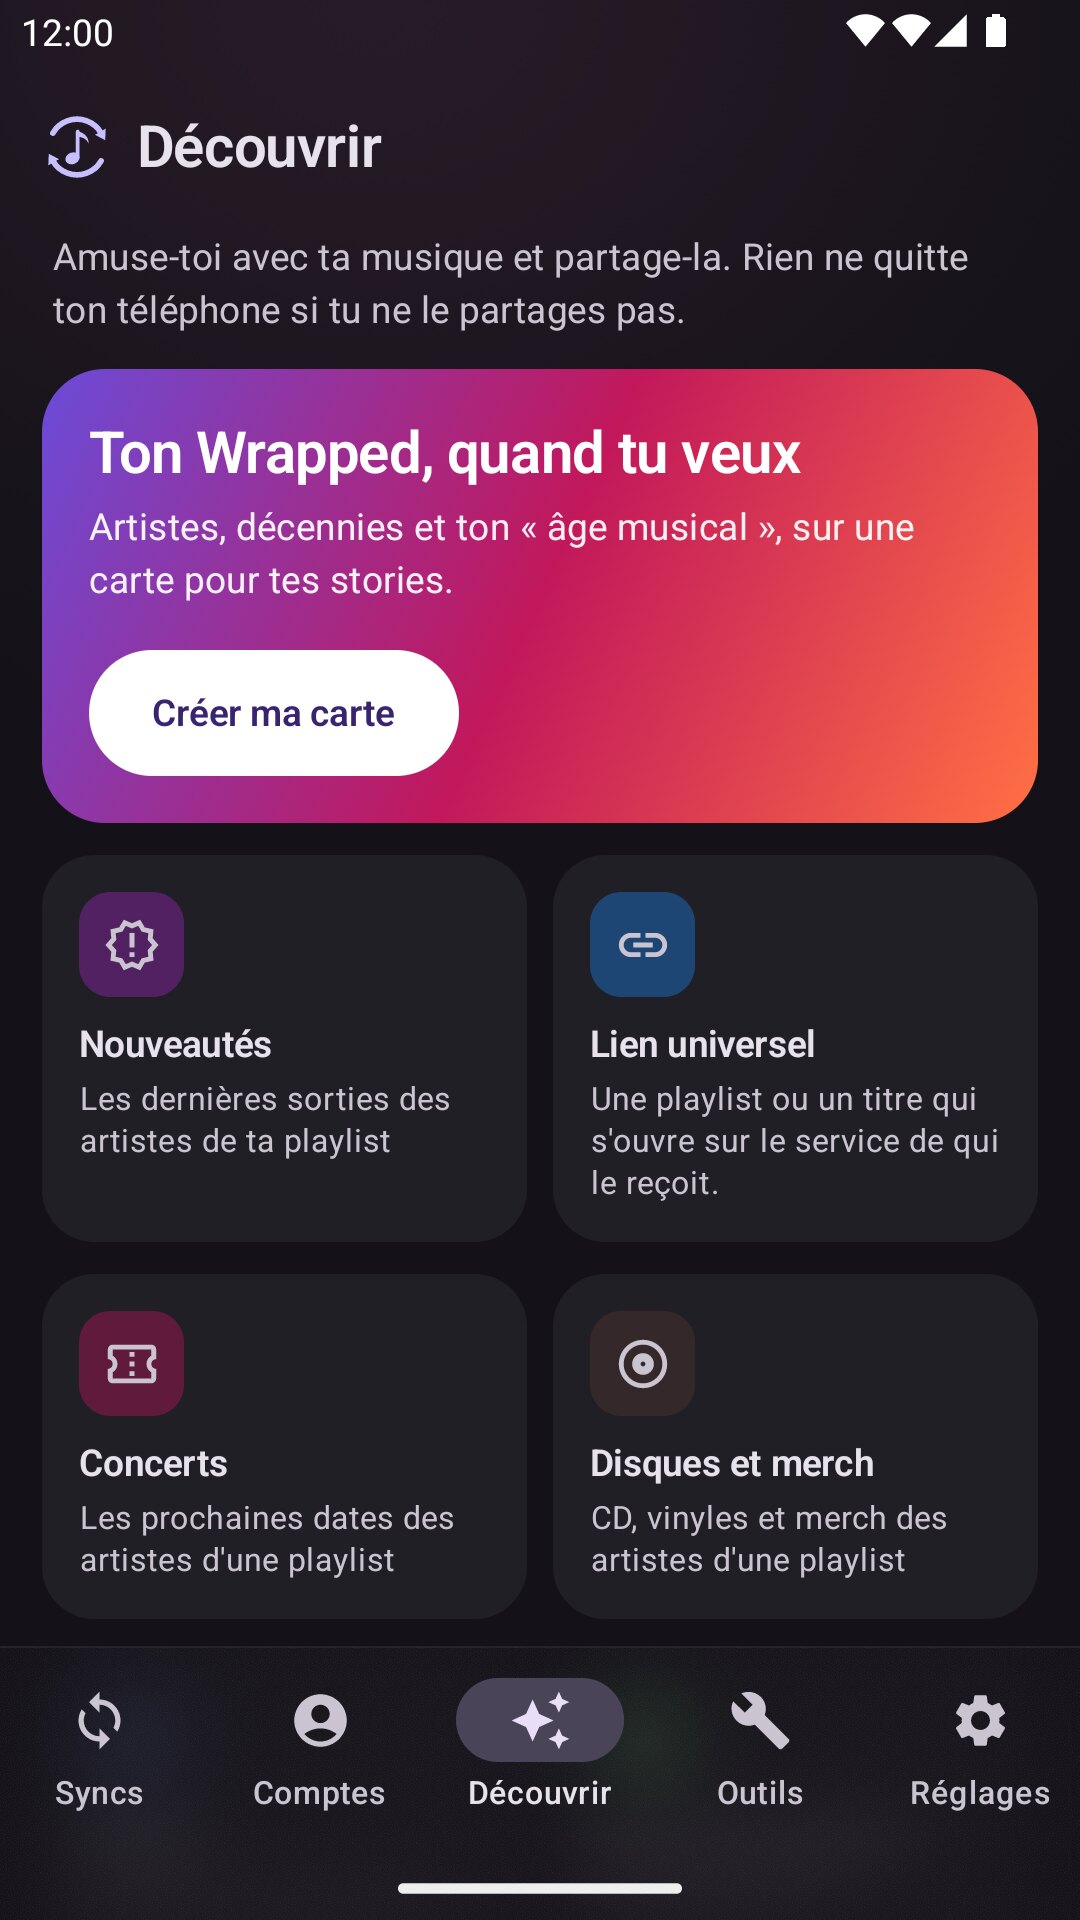 12:00
Découvrir
Amuse-toi avec ta musique et partage-la. Rien ne quitte
ton téléphone si tu ne le partages pas.
Ton Wrapped, quand tu veux
Artistes, décennies et ton « âge musical », sur une
carte pour tes stories.
Créer ma carte
Nouveautés
Les dernières sorties des
artistes de ta playlist
Lien universel
Une playlist ou un titre qui
s'ouvre sur le service de qui
le reçoit.
Concerts
Les prochaines dates des
artistes d'une playlist
Disques et merch
CD, vinyles et merch des
artistes d'une playlist
Syncs
Comptes
Découvrir
Outils
Réglages